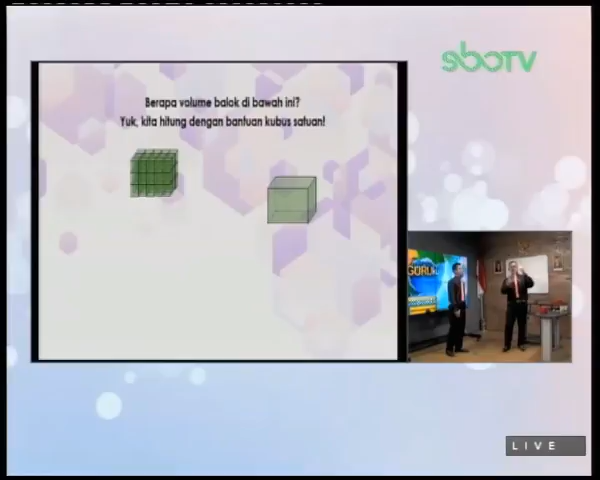 sboTV
Berapa volume balok di bawah ini?
Yuk, kita hitung dengan bantuan kubus satuan!
LIVE